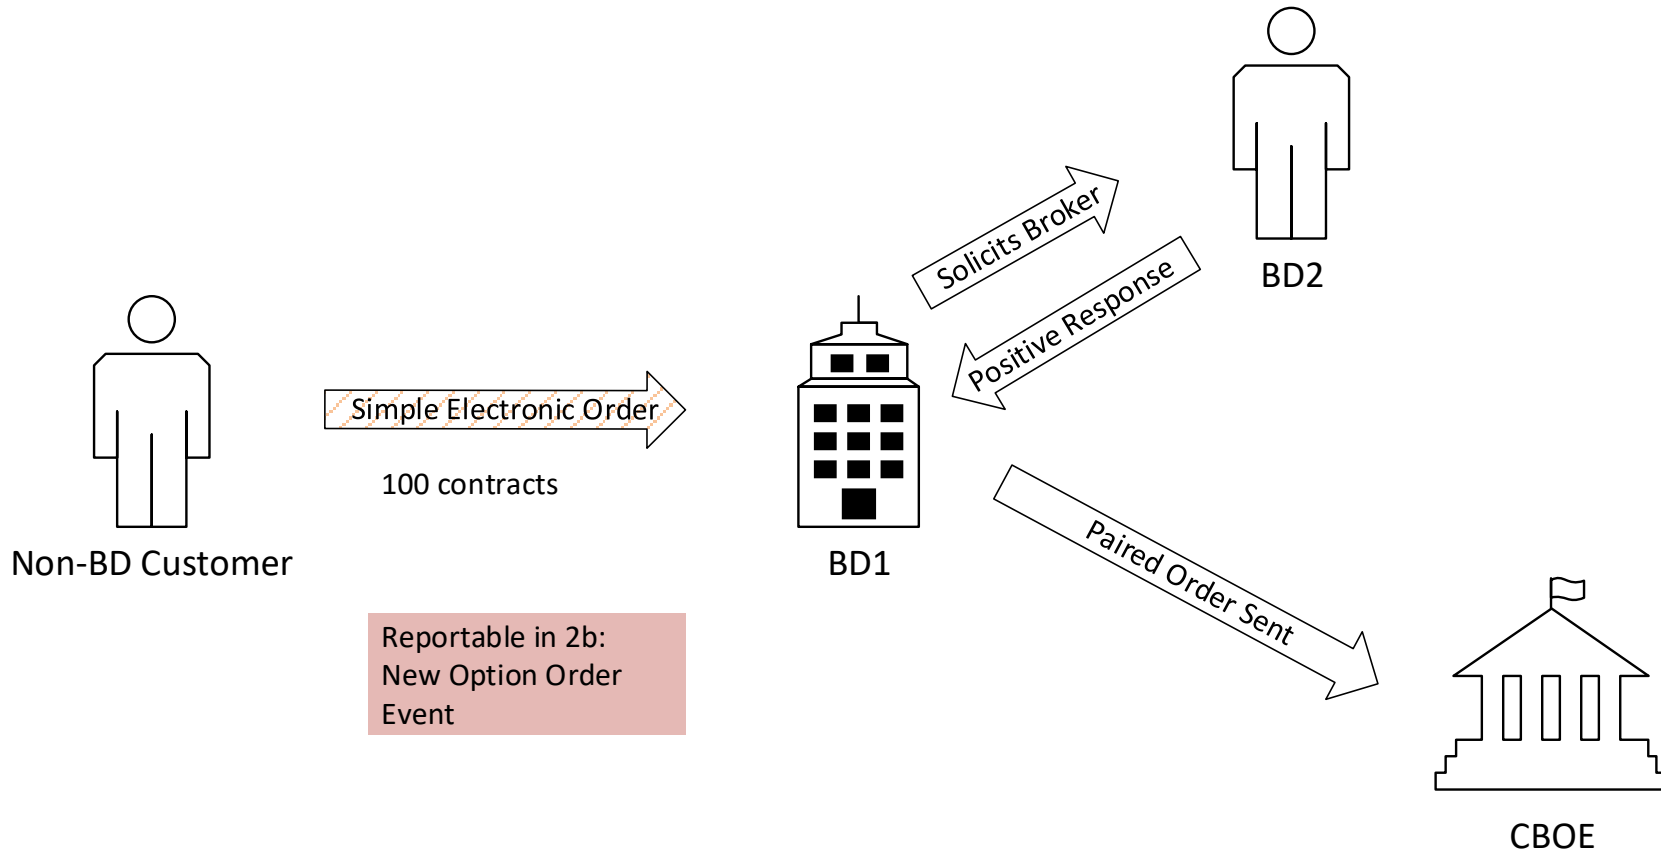 Solicits Broker
BD2
Positive Response
Simple Electronic Order
100 contracts
Non-BD Customer
BD1
Paired Order Sent
Reportable in 2b:
New Option Order
Event
CBOE